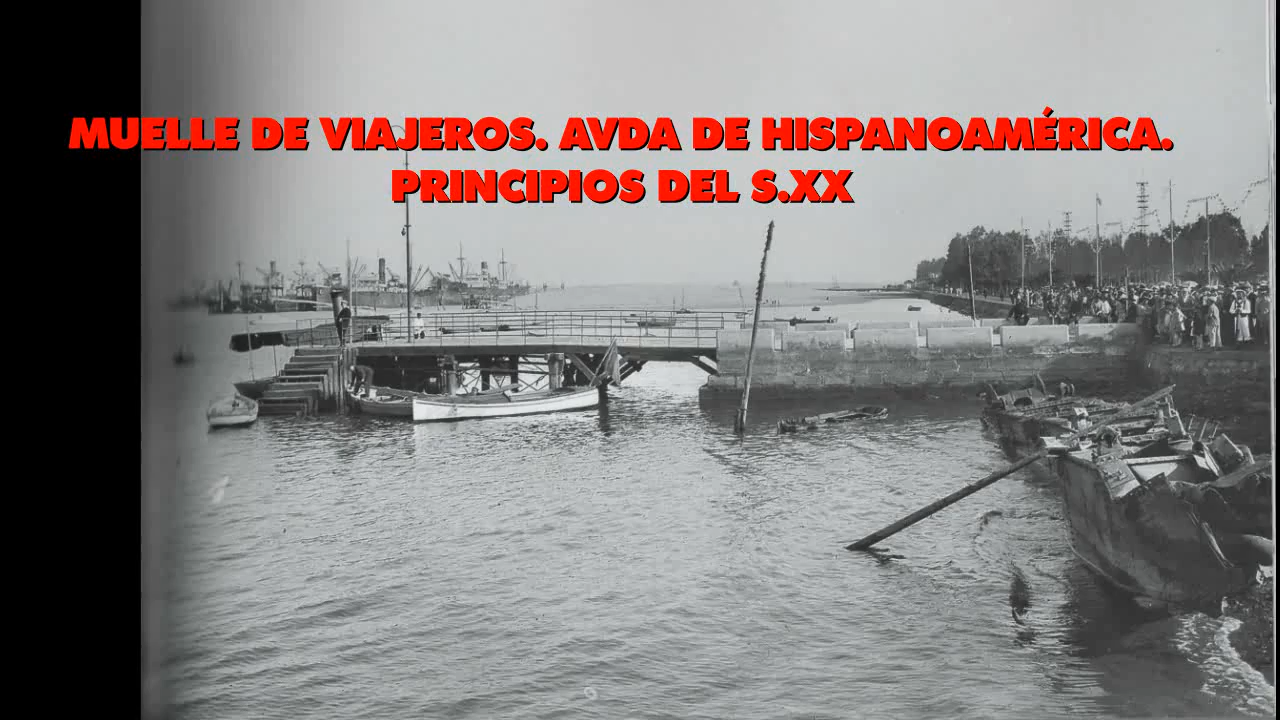 MUELLE DE VIAJEROS. AVDA DE HISPANOAMÉRICA.
PRINCIPIOS DEL S.XX